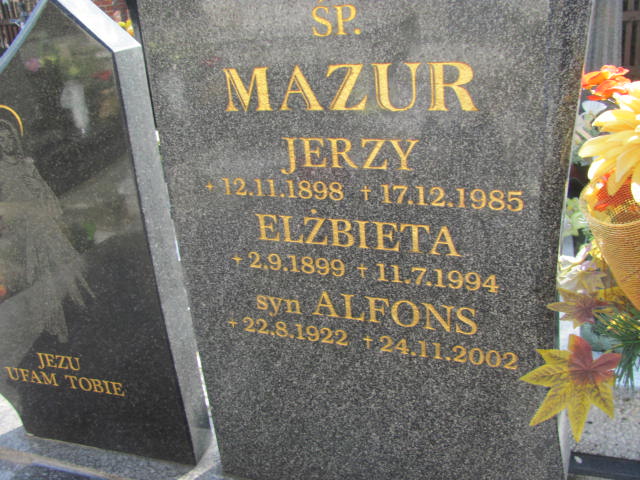 ŚP.
MAZUR
JERZY
+ 12.11.1898 † 17.12.1985
ELŻBIETA
+ 2.9.1899 † 11.7.1994
syn ALFONS
+ 22.8.1922 † 24.11.2002
JEZU
UFAM TOBIE